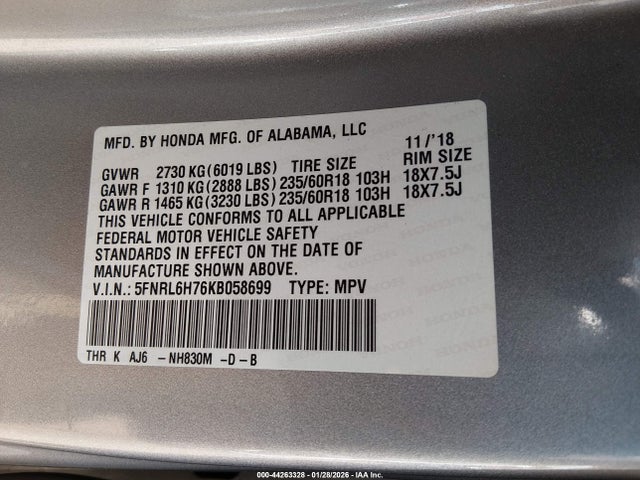 MFD. BY HONDA MFG. OF ALABAMA, LLC 11/'18
GVWR 2730 KG(6019 LBS) TIRE SIZE RIM SIZE
GAWR F 1310 KG(2888 LBS) 235/60R18 103H 18X7.5J
GAWR R 1465 KG(3230 LBS) 235/60R18 103H 18X7.5J
THIS VEHICLE CONFORMS TO ALL APPLICABLE
FEDERAL MOTOR VEHICLE SAFETY
STANDARDS IN EFFECT ON THE DATE OF
MANUFACTURE SHOWN ABOVE.
V.I.N.: 5FNRL6H76KB058699 TYPE: MPV
THR K AJ6 -NH830M -D-B
000-44263328 - 01/28/2026 - IAA Inc.